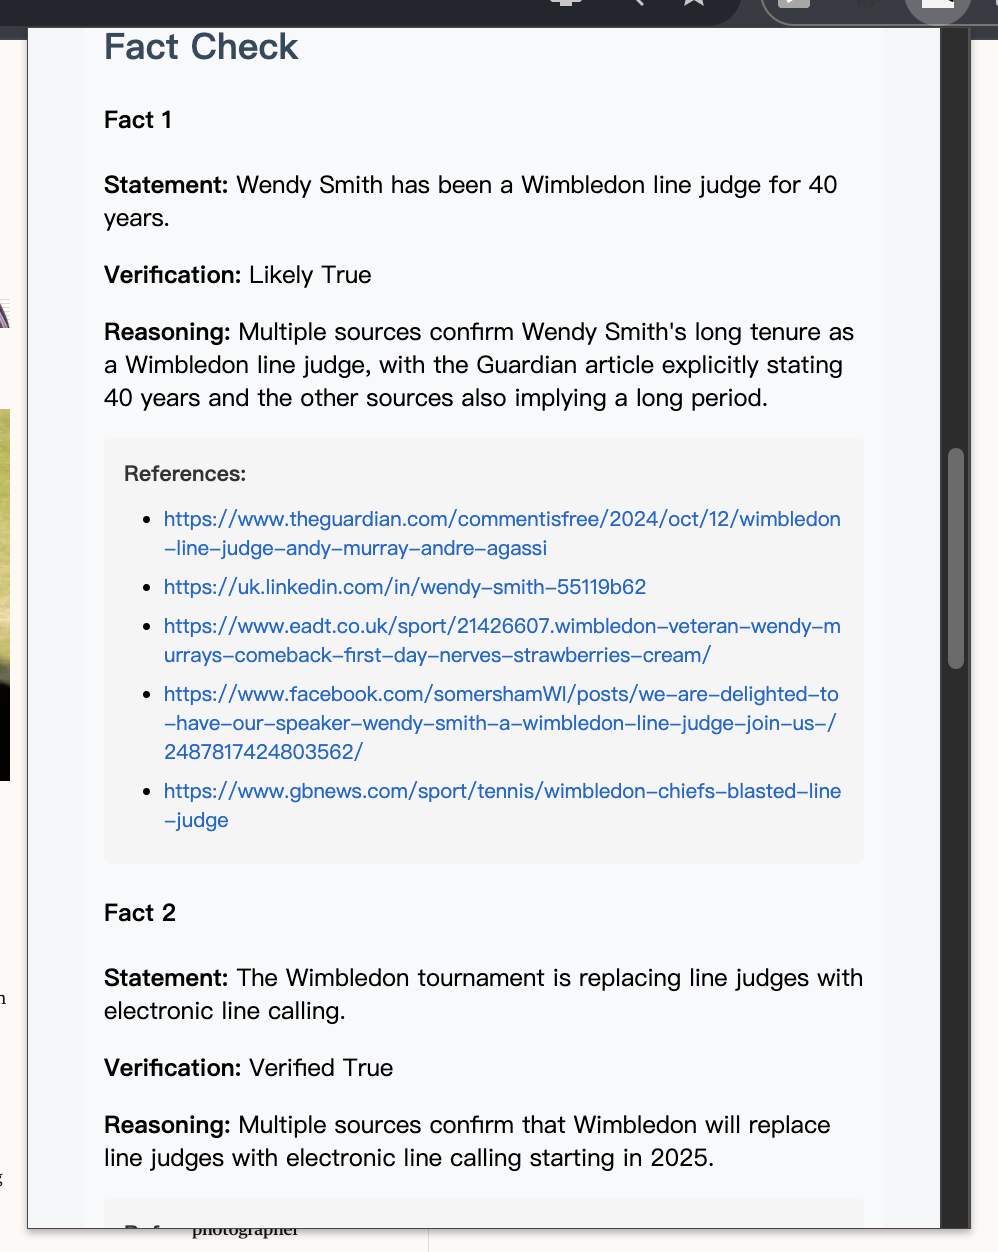 Fact Check
Fact 1
Statement: Wendy Smith has been a Wimbledon line judge for 40
years.
Verification: Likely True
Reasoning: Multiple sources confirm Wendy Smith's long tenure as
a Wimbledon line judge, with the Guardian article explicitly stating
40 years and the other sources also implying a long period.
References:
• https://www.theguardian.com/commentisfree/2024/oct/12/wimbledon
-line-judge-andy-murray-andre-agassi
• https://uk.linkedin.com/in/wendy-smith-55119b62
• https://www.eadt.co.uk/sport/21426607.wimbledon-veteran-wendy-m
urrays-comeback-first-day-nerves-strawberries-cream/
• https://www.facebook.com/somershamWI/posts/we-are-delighted-to
-have-our-speaker-wendy-smith-a-wimbledon-line-judge-join-us-/
2487817424803562/
• https://www.gbnews.com/sport/tennis/wimbledon-chiefs-blasted-line
-judge
Fact 2
Statement: The Wimbledon tournament is replacing line judges with
electronic line calling.
Verification: Verified True
Reasoning: Multiple sources confirm that Wimbledon will replace
line judges with electronic line calling starting in 2025.
photographer